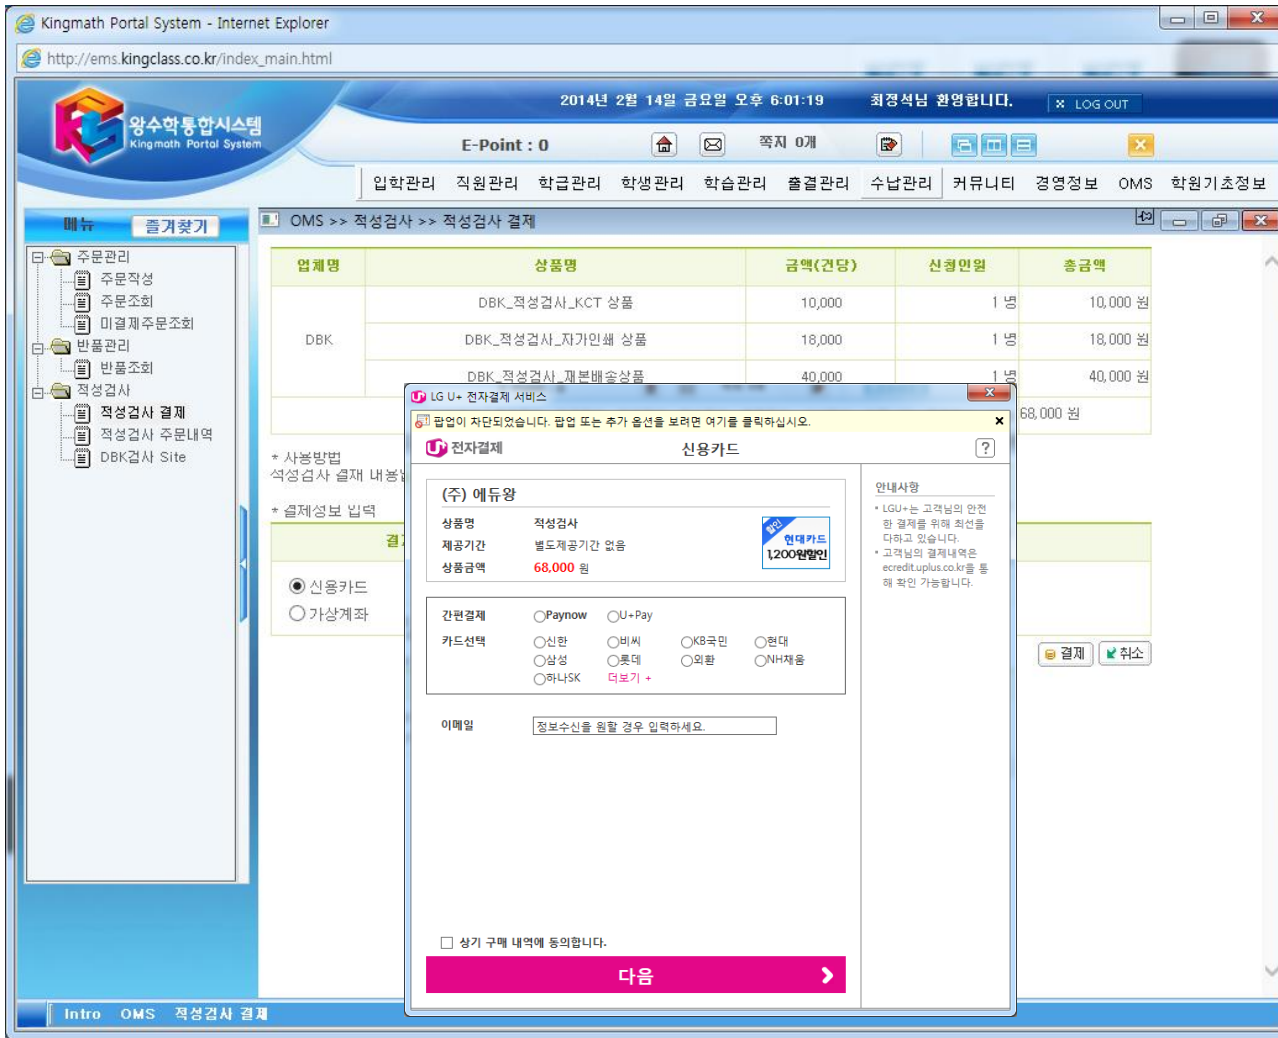 Kingmath Portal System - Internet Explorer
http://ems.kingclass.co.kr/index_main.html
왕수학통합시스템
Kingmath Portal System
2014년 2월 14일 금요일 오후 6:01:19
최정석님 환영합니다.
LOG OUT
E-Point : 0
쪽지 0개
입학관리 직원관리 학급관리 학생관리 학습관리 출결관리 수납관리 커뮤니티 경영정보 OMS 학원기초정보
메뉴 즐겨찾기
주문관리
주문작성
주문조회
미결제주문조회
반품관리
반품조회
적성검사
적성검사 결제
적성검사 주문내역
DBK검사 Site
OMS >> 적성검사 >> 적성검사 결제
업체명 상품명 금액(건당) 신청인원 총금액
DBK
DBK_적성검사_KCT 상품 10,000 1 명 10,000 원
DBK_적성검사_자가인쇄 상품 18,000 1 명 18,000 원
DBK_적성검사_재본배송상품 40,000 1 명 40,000 원
68,000 원
* 사용방법
적성검사 결재 내용
* 결제정보 입력
신용카드
가상계좌
결제 취소
LG U+ 전자결제 서비스
팝업이 차단되었습니다. 팝업 또는 추가 옵션을 보려면 여기를 클릭하십시오.
전자결제 신용카드 ?
(주) 에듀왕
상품명 적성검사
제공기간 별도제공기간 없음
상품금액 68,000 원
할인
현대카드
1,200원할인
간편결제 Paynow U+Pay
카드선택 신한 비씨 KB국민 현대
삼성 롯데 외환 NH채움
하나SK 더보기 +
이메일 정보수신을 원할 경우 입력하세요.
상기 구매 내역에 동의합니다.
다음
안내사항
LGU+는 고객님의 안전
한 결제를 위해 최선을
다하고 있습니다.
고객님의 결제내역은
ecredit.uplus.co.kr을 통
해 확인 가능합니다.
Intro OMS 적성검사 결제